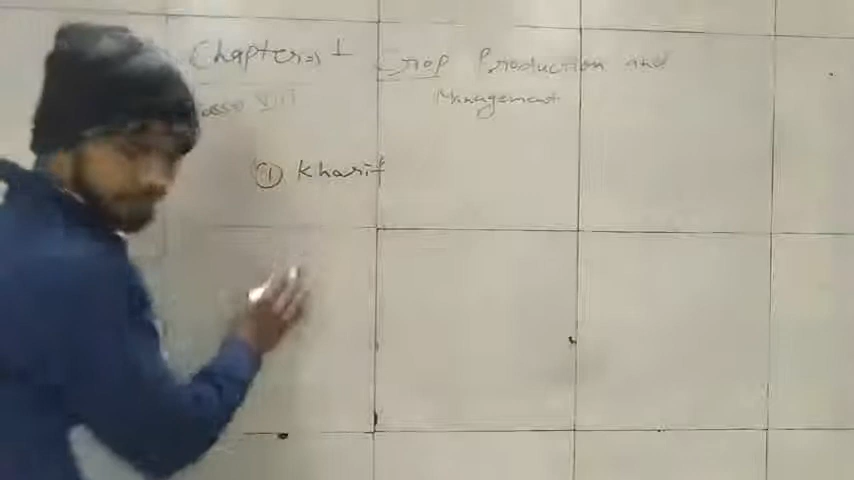 Chapter:- 1 Crop Production and
Class VIII Management
① Kharif